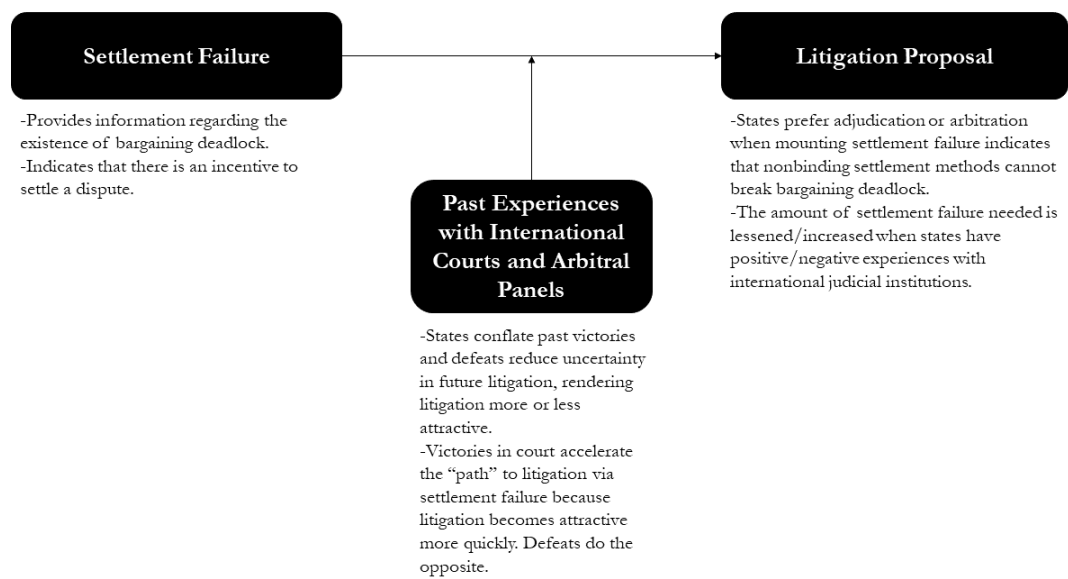 Settlement Failure
-Provides information regarding the
existence of bargaining deadlock.
-Indicates that there is an incentive to
settle a dispute.
Past Experiences
with International
Courts and Arbitral
Panels
-States conflate past victories
and defeats reduce uncertainty
in future litigation, rendering
litigation more or less
attractive.
-Victories in court accelerate
the “path” to litigation via
settlement failure because
litigation becomes attractive
more quickly. Defeats do the
opposite.
Litigation Proposal
-States prefer adjudication or arbitration
when mounting settlement failure indicates
that nonbinding settlement methods cannot
break bargaining deadlock.
-The amount of settlement failure needed is
lessened/increased when states have
positive/negative experiences with
international judicial institutions.